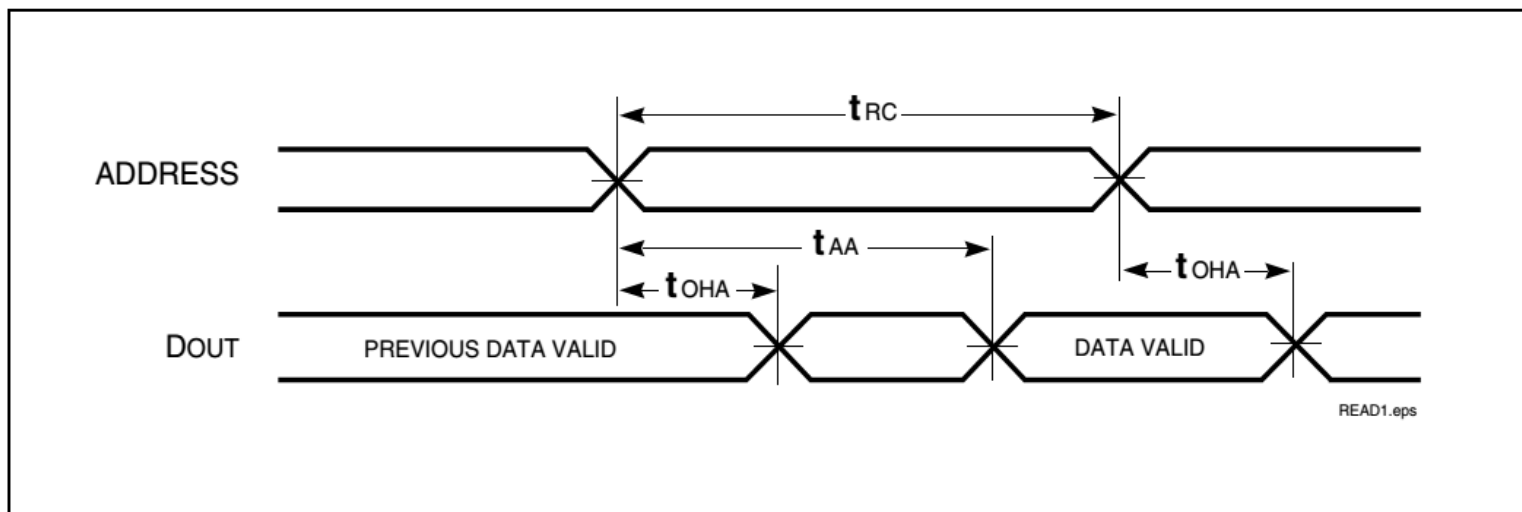 tRC
ADDRESS
tAA
tOHA
tOHA
DOUT
PREVIOUS DATA VALID
DATA VALID
READ1.eps